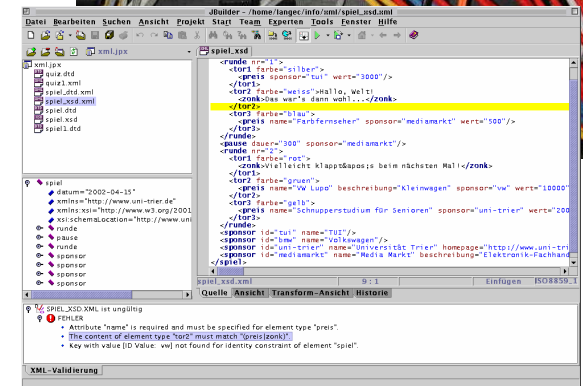 JBuilder - /home/langec/info/xml/spiel_xsd.xml
Datei Bearbeiten Suchen Ansicht Projekt Start Team Experten Tools Fenster Hilfe
xml.jpx
spiel_xsd
xml.jpx
quiz.dtd
quiz1.xml
spiel_dtd.xml
spiel_xsd.xml
spiel.dtd
spiel.xsd
spiel1.dtd
<runde nr="1">
<tor1 farbe="silber">
<preis sponsor="tui" wert="3000"/>
</tor1>
<tor2 farbe="weiss">Hallo, Welt!
<zonk>Das war's dann wohl...</zonk>
</tor2>
<tor3 farbe="blau">
<preis name="Farbfernseher" sponsor="mediamarkt" wert="500"/>
</tor3>
</runde>
<pause dauer="300" sponsor="mediamarkt"/>
<runde nr="2">
<tor1 farbe="rot">
<zonk>Vielleicht klappt&apos;s beim nächsten Mal!</zonk>
</tor1>
<tor2 farbe="gruen">
<preis name="VW Lupo" beschreibung="Kleinwagen" sponsor="vw" wert="10000"
</tor2>
<tor3 farbe="gelb">
<preis name="Schnupperstudium für Senioren" sponsor="uni-trier" wert="200
</tor3>
</runde>
<sponsor id="tui" name="TUI"/>
<sponsor id="bmw" name="Volkswagen"/>
<sponsor id="uni-trier" name="Universität Trier" homepage="http://www.uni-tri
<sponsor id="mediamarkt" name="Media Markt" beschreibung="Elektronik-Fachhand
</spiel>
spiel
datum="2002-04-15"
xmlns="http://www.uni-trier.de"
xmlns:xsi="http://www.w3.org/2001
xsi:schemaLocation="http://www.uni
runde
pause
runde
sponsor
sponsor
sponsor
sponsor
spiel_xsd.xml 9 : 1 Einfügen ISO8859_1
Quelle Ansicht Transform-Ansicht Historie
SPIEL_XSD.XML ist ungültig
FEHLER
Attribute "name" is required and must be specified for element type "preis".
The content of element type "tor2" must match "(preis|zonk)".
Key with value [ID Value: vw] not found for identity constraint of element "spiel".
XML-Validierung